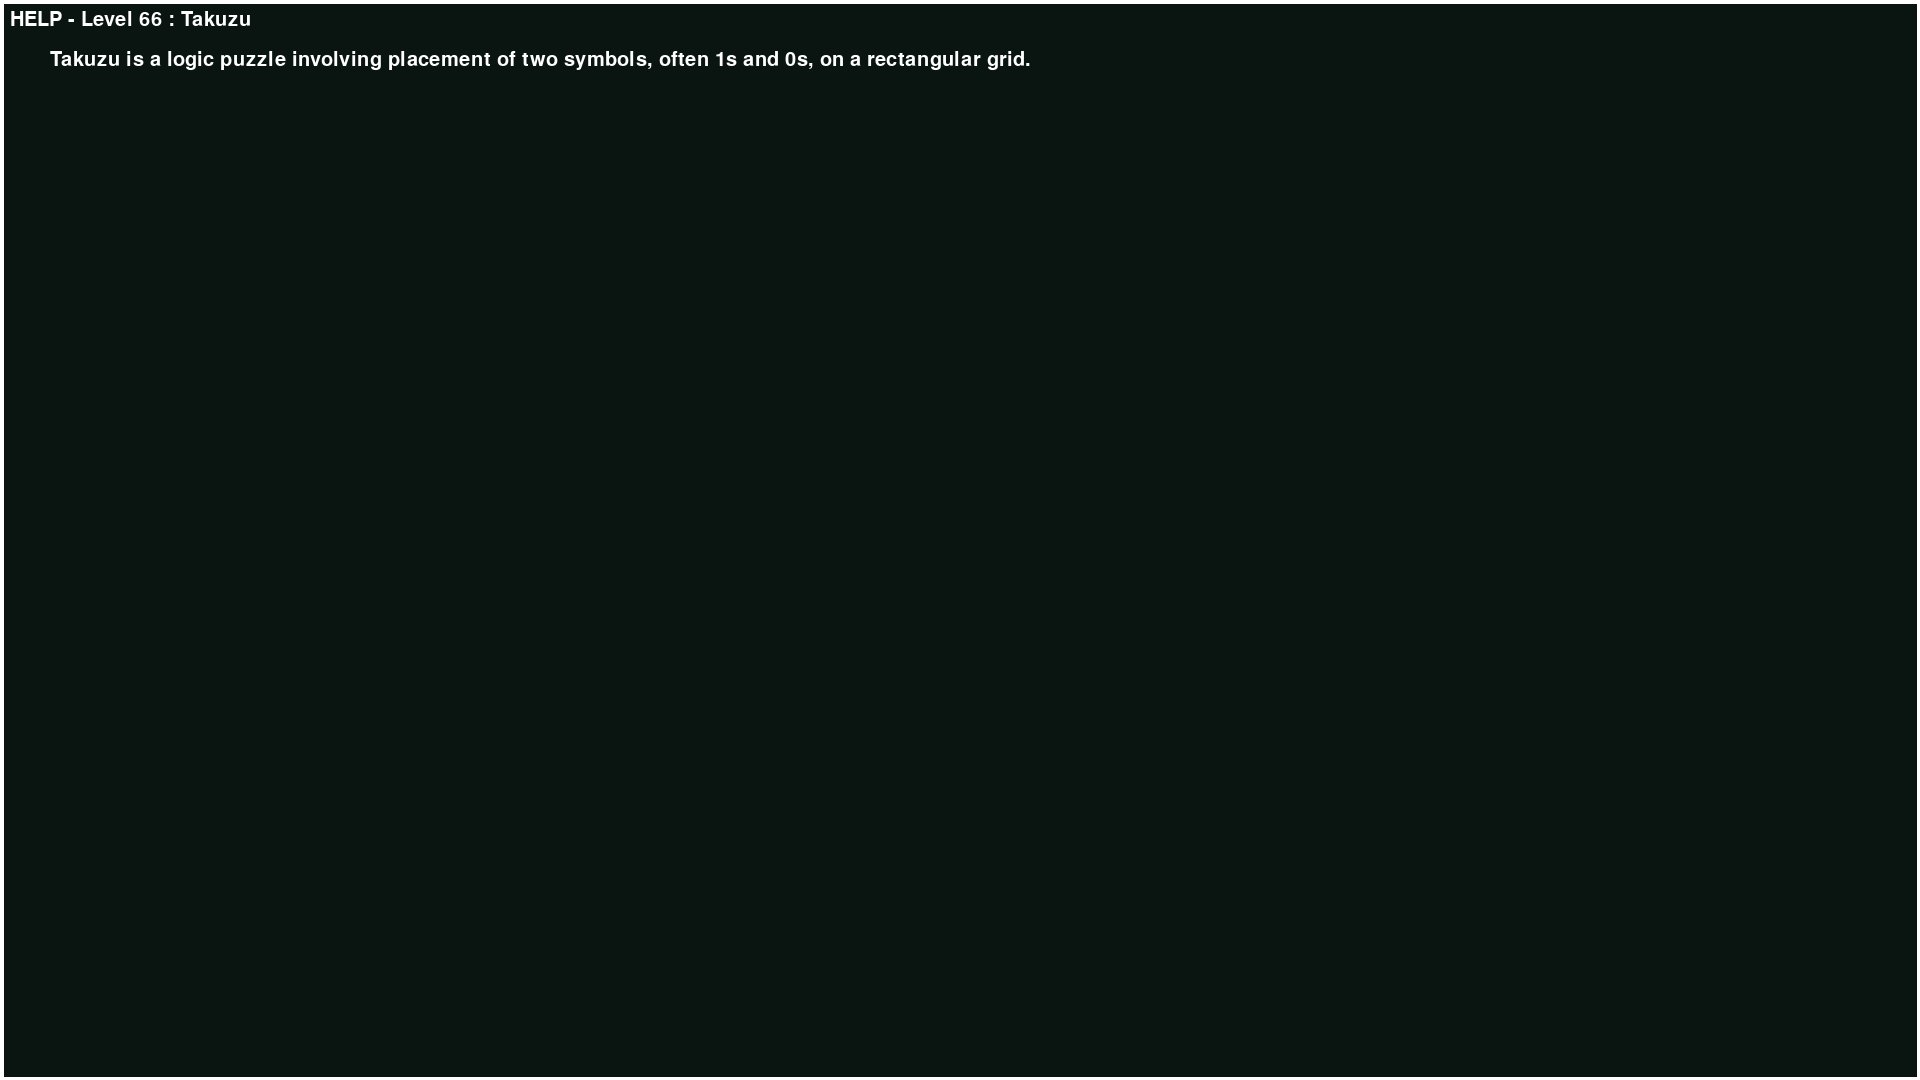 HELP - Level 66 : Takuzu
Takuzu is a logic puzzle involving placement of two symbols, often 1s and 0s, on a rectangular grid.